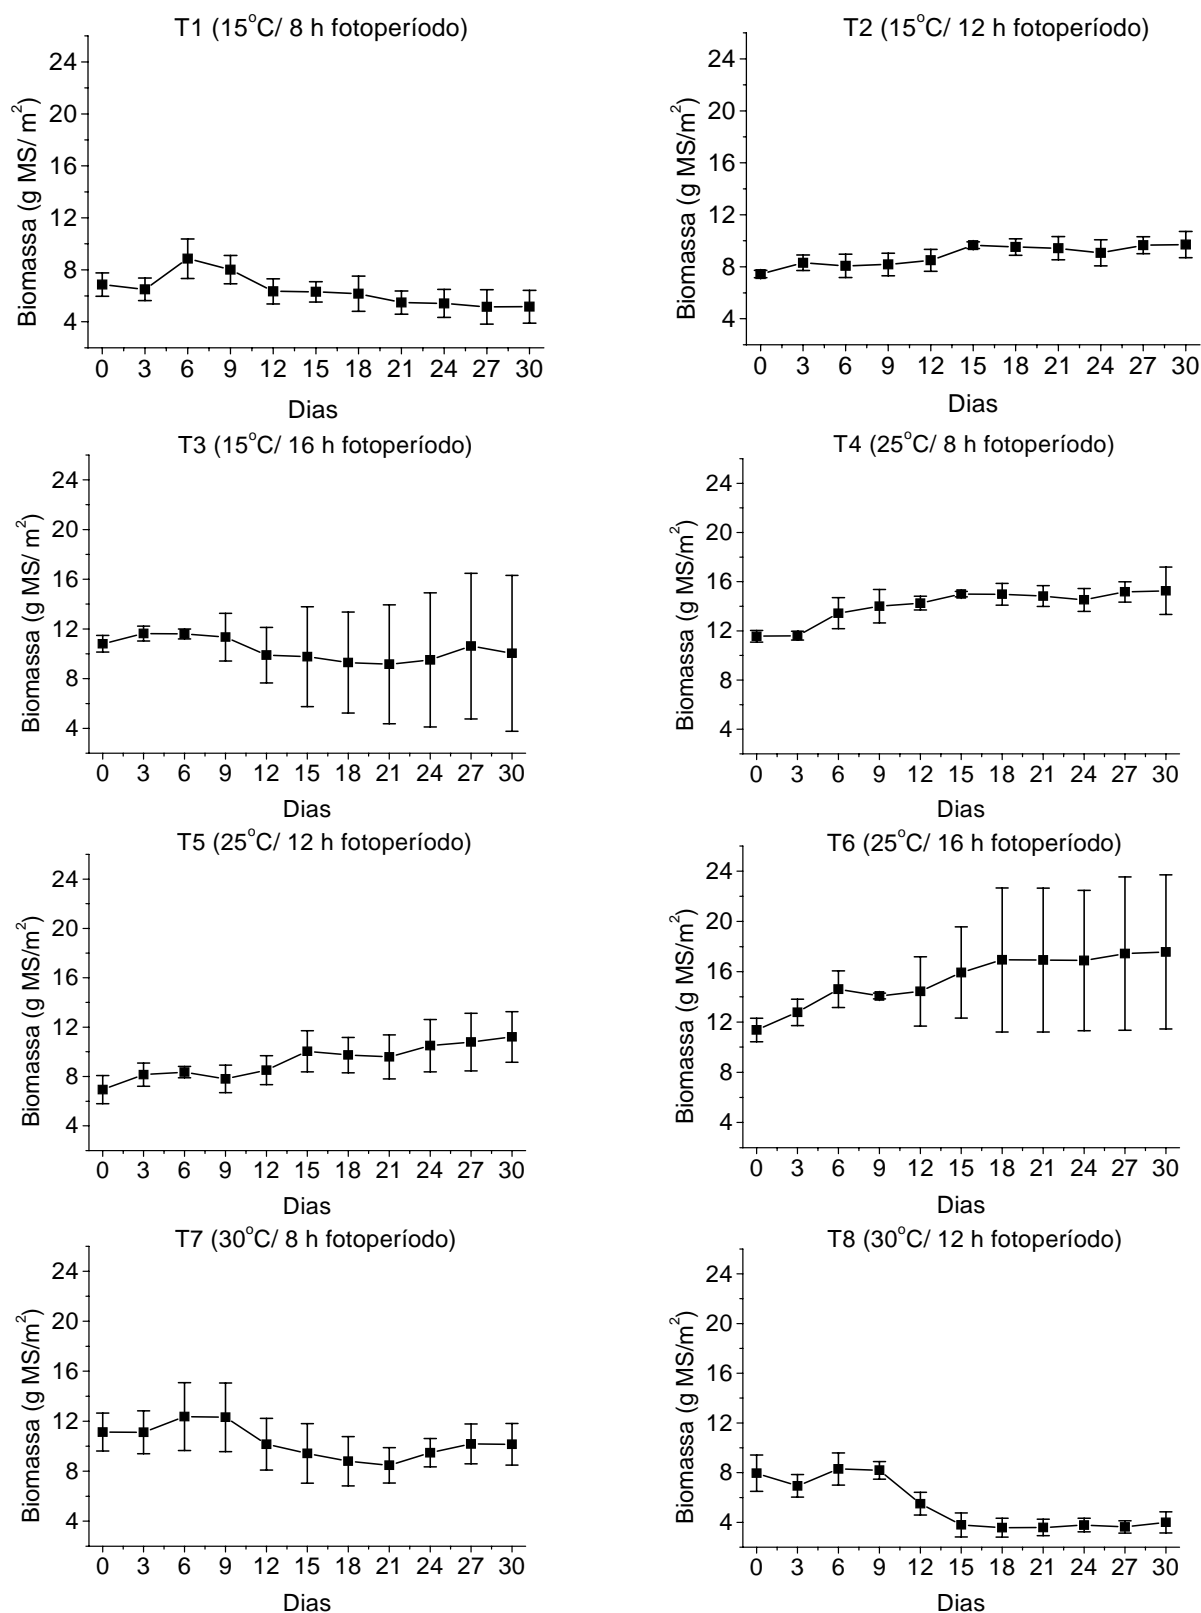 T1 (15°C/ 8 h fotoperíodo)
Biomassa (g MS/ m²)
24
20
16
12
8
4
0 3 6 9 12 15 18 21 24 27 30
Dias
T2 (15°C/ 12 h fotoperíodo)
Biomassa (g MS/m²)
24
20
16
12
8
4
0 3 6 9 12 15 18 21 24 27 30
Dias
T3 (15°C/ 16 h fotoperíodo)
Biomassa (g MS/ m²)
24
20
16
12
8
4
0 3 6 9 12 15 18 21 24 27 30
Dias
T4 (25°C/ 8 h fotoperíodo)
Biomassa (g MS/m²)
24
20
16
12
8
4
0 3 6 9 12 15 18 21 24 27 30
Dias
T5 (25°C/ 12 h fotoperíodo)
Biomassa (g MS/m²)
24
20
16
12
8
4
0 3 6 9 12 15 18 21 24 27 30
Dias
T6 (25°C/ 16 h fotoperíodo)
Biomassa (g MS/m²)
24
20
16
12
8
4
0 3 6 9 12 15 18 21 24 27 30
Dias
T7 (30°C/ 8 h fotoperíodo)
Biomassa (g MS/m²)
24
20
16
12
8
4
0 3 6 9 12 15 18 21 24 27 30
Dias
T8 (30°C/ 12 h fotoperíodo)
Biomassa (g MS/m²)
24
20
16
12
8
4
0 3 6 9 12 15 18 21 24 27 30
Dias